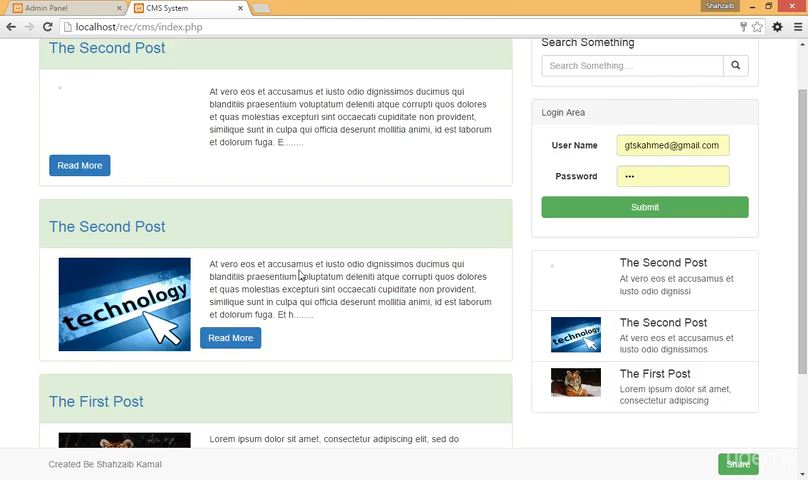 Admin Panel
CMS System
Shahzaib
localhost/rec/cms/index.php
The Second Post
At vero eos et accusamus et iusto odio dignissimos ducimus qui
blanditiis praesentium voluptatum deleniti atque corrupti quos dolores
et quas molestias excepturi sint occaecati cupiditate non provident,
similique sunt in culpa qui officia deserunt mollitia animi, id est laborum
et dolorum fuga. E........
Read More
The Second Post
technology
At vero eos et accusamus et iusto odio dignissimos ducimus qui
blanditiis praesentium voluptatum deleniti atque corrupti quos dolores
et quas molestias excepturi sint occaecati cupiditate non provident,
similique sunt in culpa qui officia deserunt mollitia animi, id est laborum
et dolorum fuga. Et h........
Read More
The First Post
Lorem ipsum dolor sit amet, consectetur adipiscing elit, sed do
Search Something
Search Something....
Login Area
User Name
gtskahmed@gmail.com
Password
•••
Submit
The Second Post
At vero eos et accusamus et
iusto odio dignissi
technology
The Second Post
At vero eos et accusamus et
iusto odio dignissimos
The First Post
Lorem ipsum dolor sit amet,
consectetur adipiscing
Created Be Shahzaib Kamal
Share
udemy